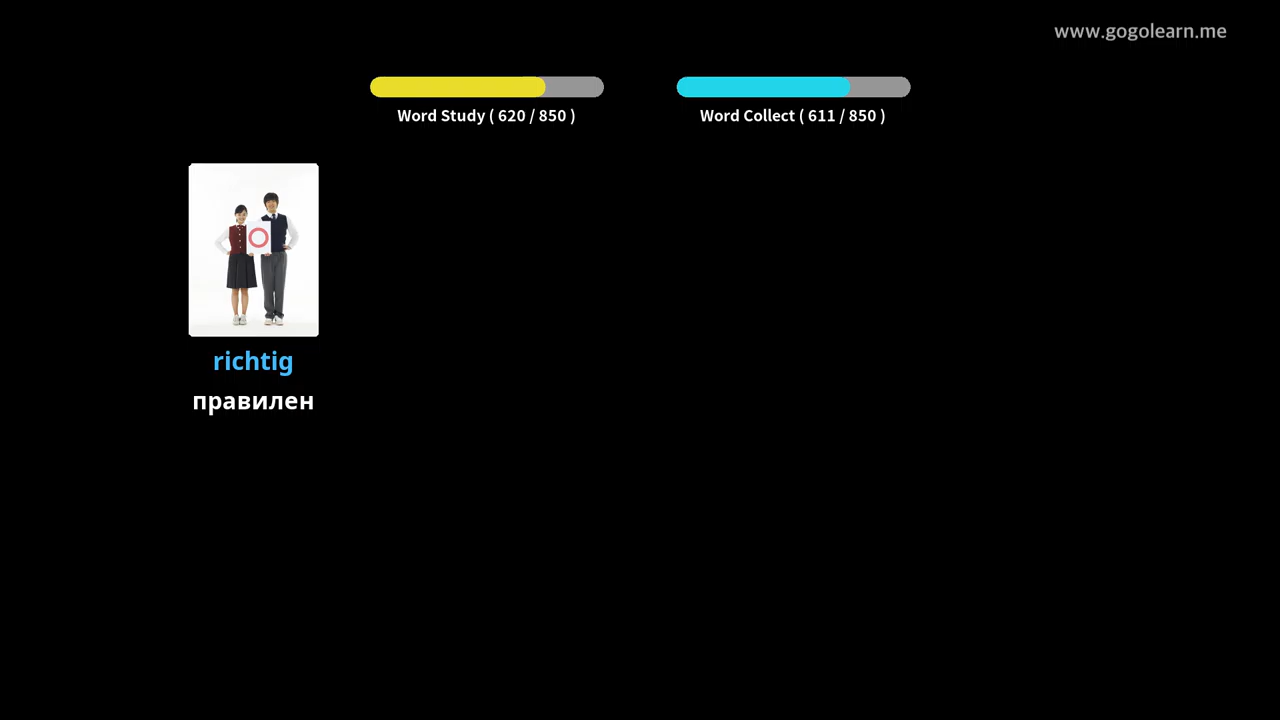 www.gogolearn.me
Word Study ( 620 / 850 )
Word Collect ( 611 / 850 )
richtig
правилен